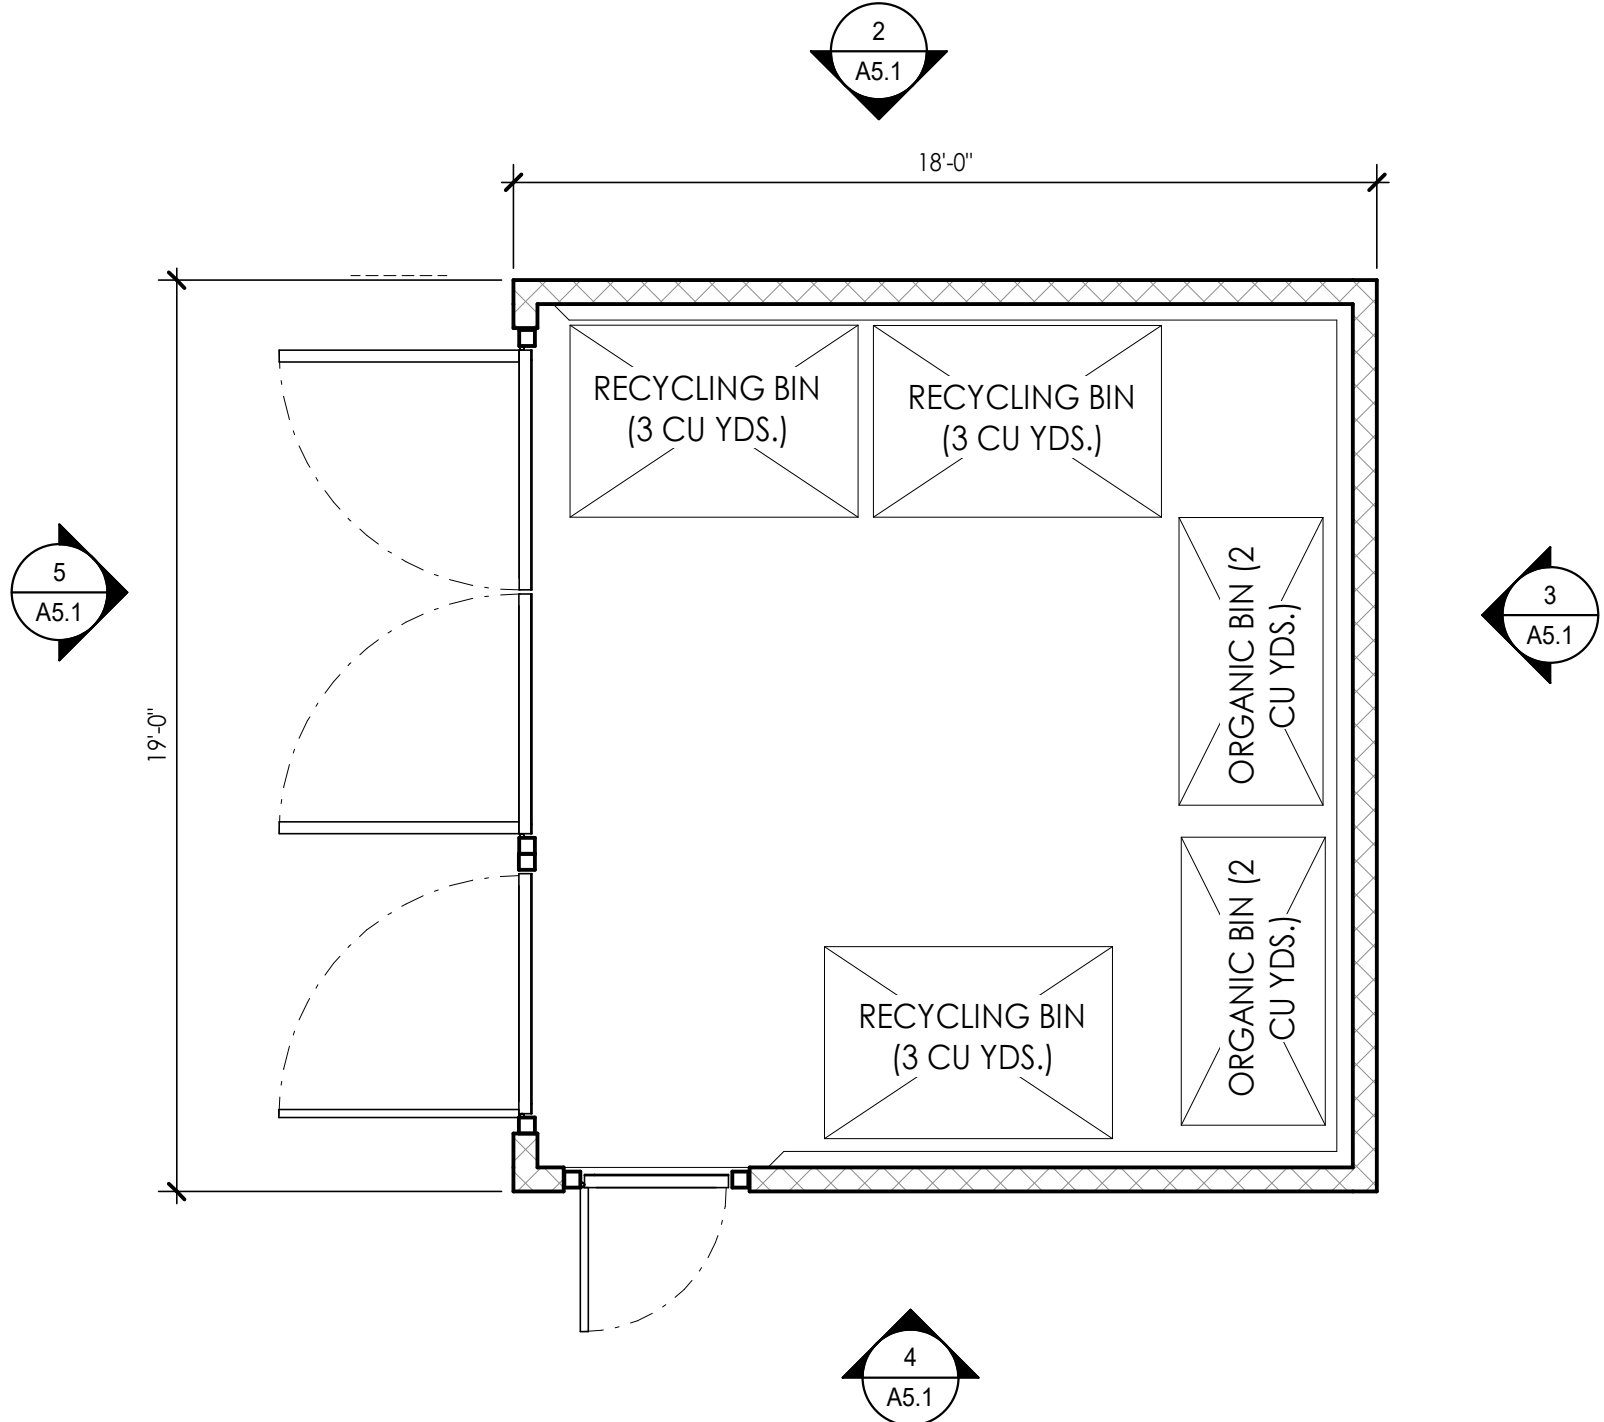 2
A5.1
18'-0"
RECYCLING BIN
(3 CU YDS.)
RECYCLING BIN
(3 CU YDS.)
5
A5.1
ORGANIC BIN (2
CU YDS.)
3
A5.1
19'-0"
ORGANIC BIN (2
CU YDS.)
RECYCLING BIN
(3 CU YDS.)
4
A5.1